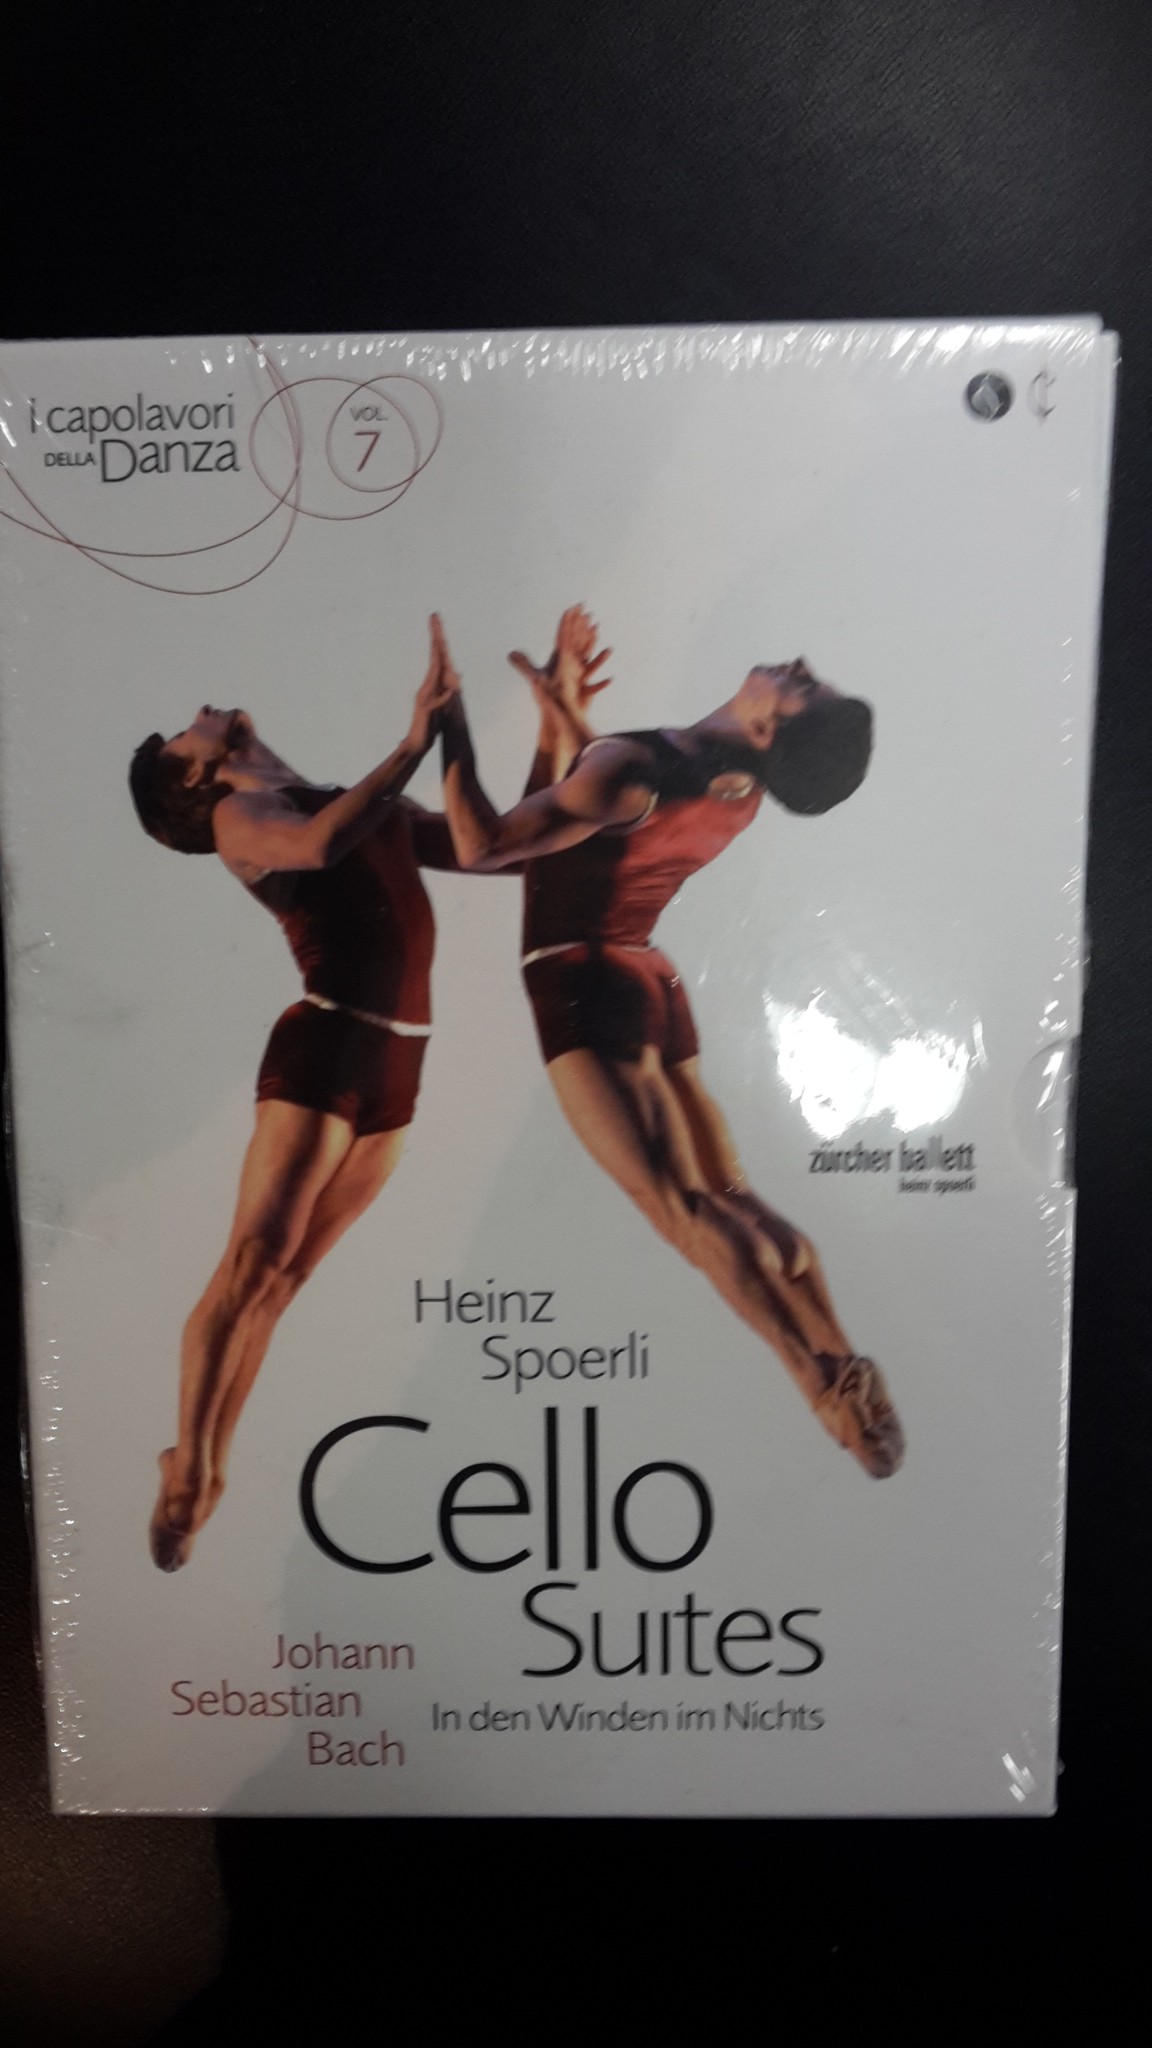 i capolavori
DELLA Danza
VOL.
7
zürcher ballett
heinz spoerli
Heinz
Spoerli
Cello
Suites
Johann
Sebastian
Bach
In den Winden im Nichts